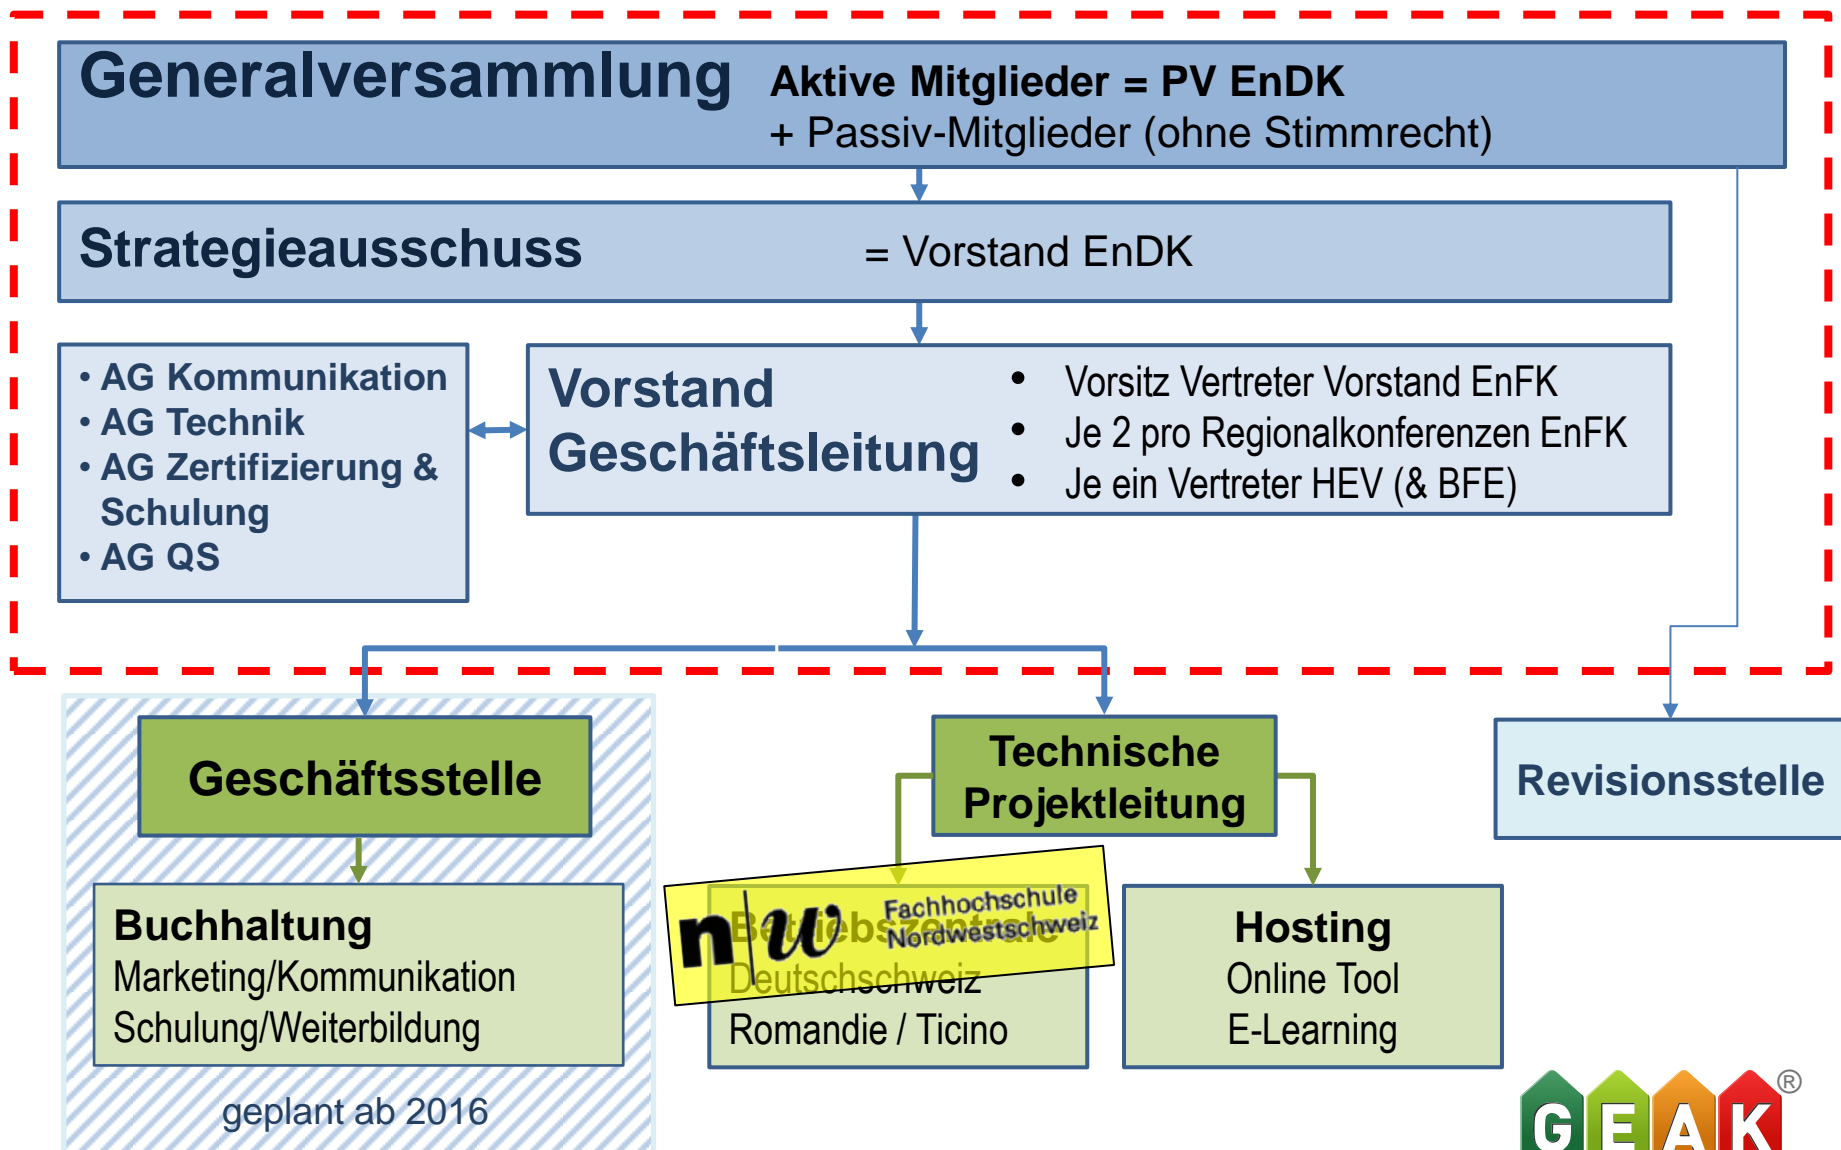 Generalversammlung Aktive Mitglieder = PV EnDK
+ Passiv-Mitglieder (ohne Stimmrecht)
Strategieausschuss = Vorstand EnDK
• AG Kommunikation
• AG Technik
• AG Zertifizierung &
Schulung
• AG QS
Vorstand
Geschäftsleitung
• Vorsitz Vertreter Vorstand EnFK
• Je 2 pro Regionalkonferenzen EnFK
• Je ein Vertreter HEV (& BFE)
Geschäftsstelle
Technische
Projektleitung
Revisionsstelle
Buchhaltung
Marketing/Kommunikation
Schulung/Weiterbildung
geplant ab 2016
n|w Fachhochschule
Nordwestschweiz
Betriebszentrale
Deutschschweiz
Romandie / Ticino
Hosting
Online Tool
E-Learning
GEAK®